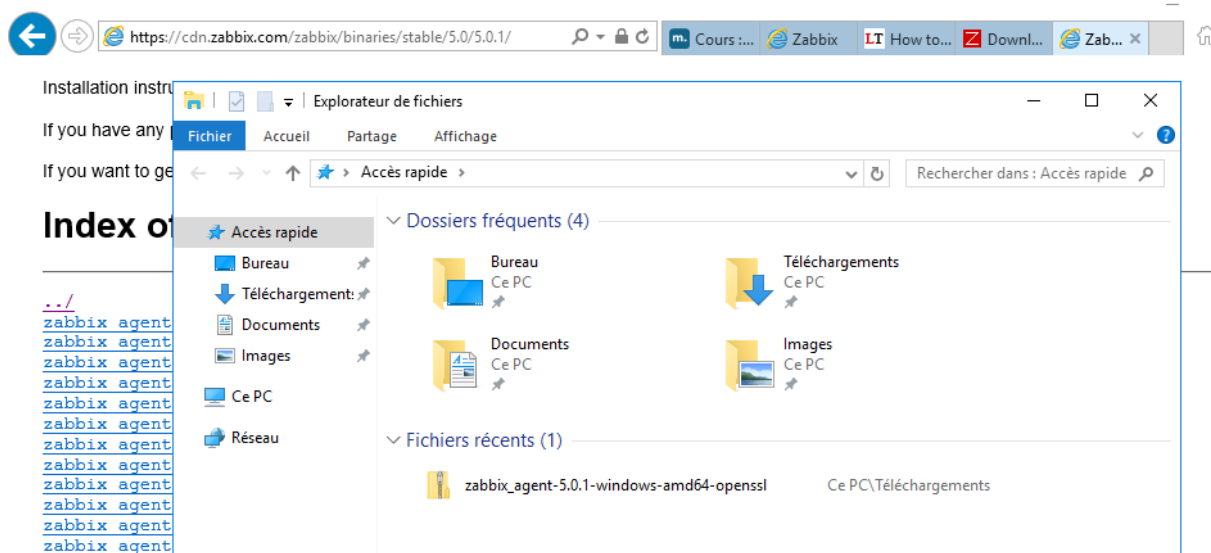 https://cdn.zabbix.com/zabbix/binaries/stable/5.0/5.0.1/
m. Cours :... Zabbix LT How to... Z Downl... Zab...
Installation instru
If you have any
If you want to ge
Index of
../
zabbix agent
zabbix agent
zabbix agent
zabbix agent
zabbix agent
zabbix agent
zabbix agent
zabbix agent
zabbix agent
zabbix agent
zabbix agent
zabbix agent
Explorateur de fichiers
Fichier Accueil Partage Affichage
Accès rapide
Rechercher dans : Accès rapide
Accès rapide
Bureau
Téléchargements
Documents
Images
Ce PC
Réseau
Dossiers fréquents (4)
Bureau
Ce PC
Téléchargements
Ce PC
Documents
Ce PC
Images
Ce PC
Fichiers récents (1)
zabbix_agent-5.0.1-windows-amd64-openssl Ce PC\Téléchargements